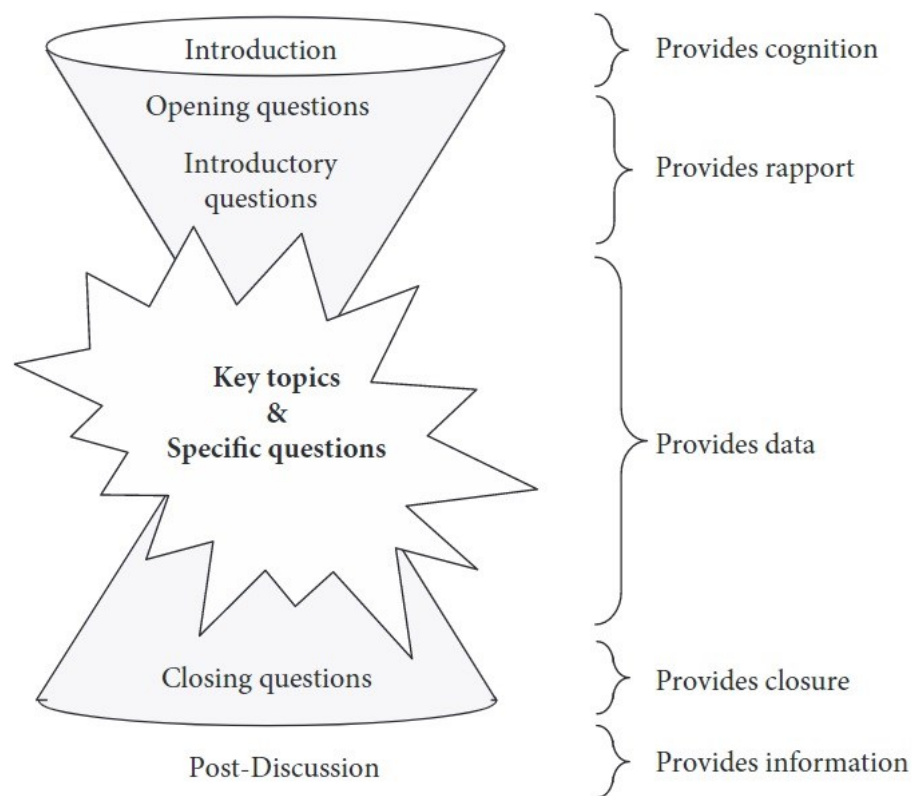 Introduction
Provides cognition
Opening questions
Introductory
questions
Provides rapport
Key topics
&
Specific questions
Provides data
Closing questions
Provides closure
Post-Discussion
Provides information